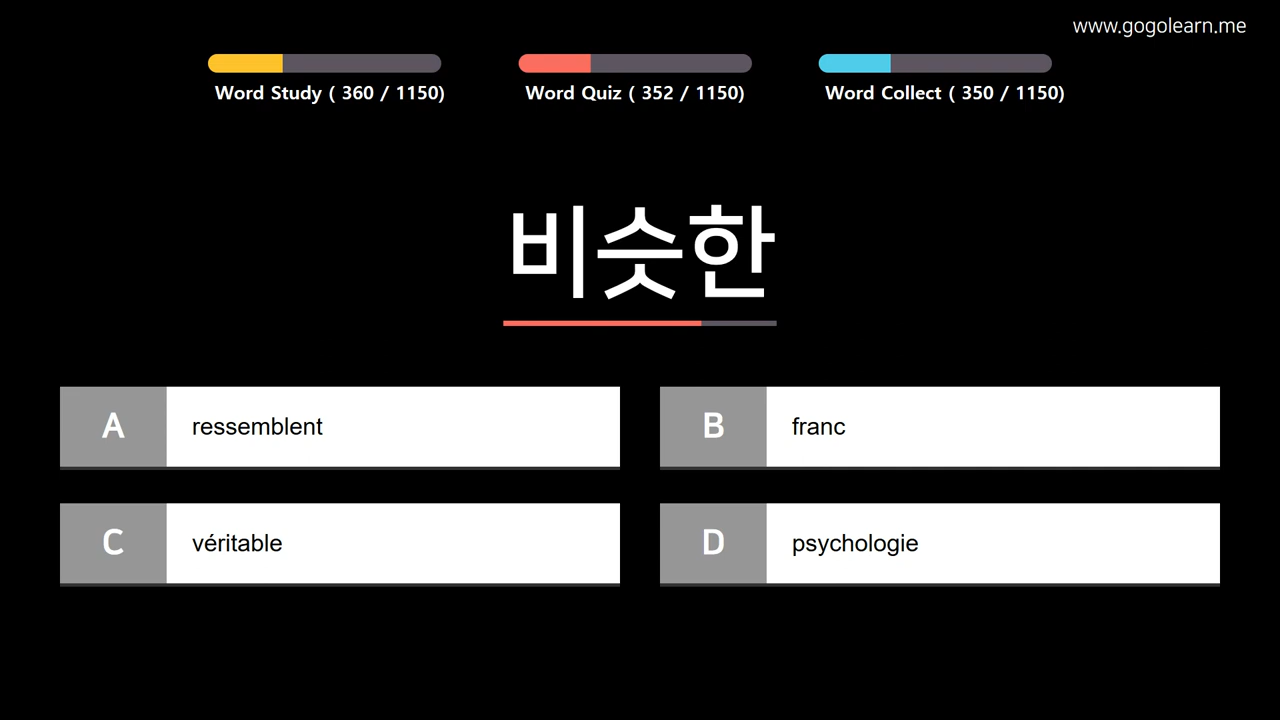 www.gogolearn.me
Word Study ( 360 / 1150)
Word Quiz ( 352 / 1150)
Word Collect ( 350 / 1150)
비슷한
A ressemblent
B franc
C véritable
D psychologie